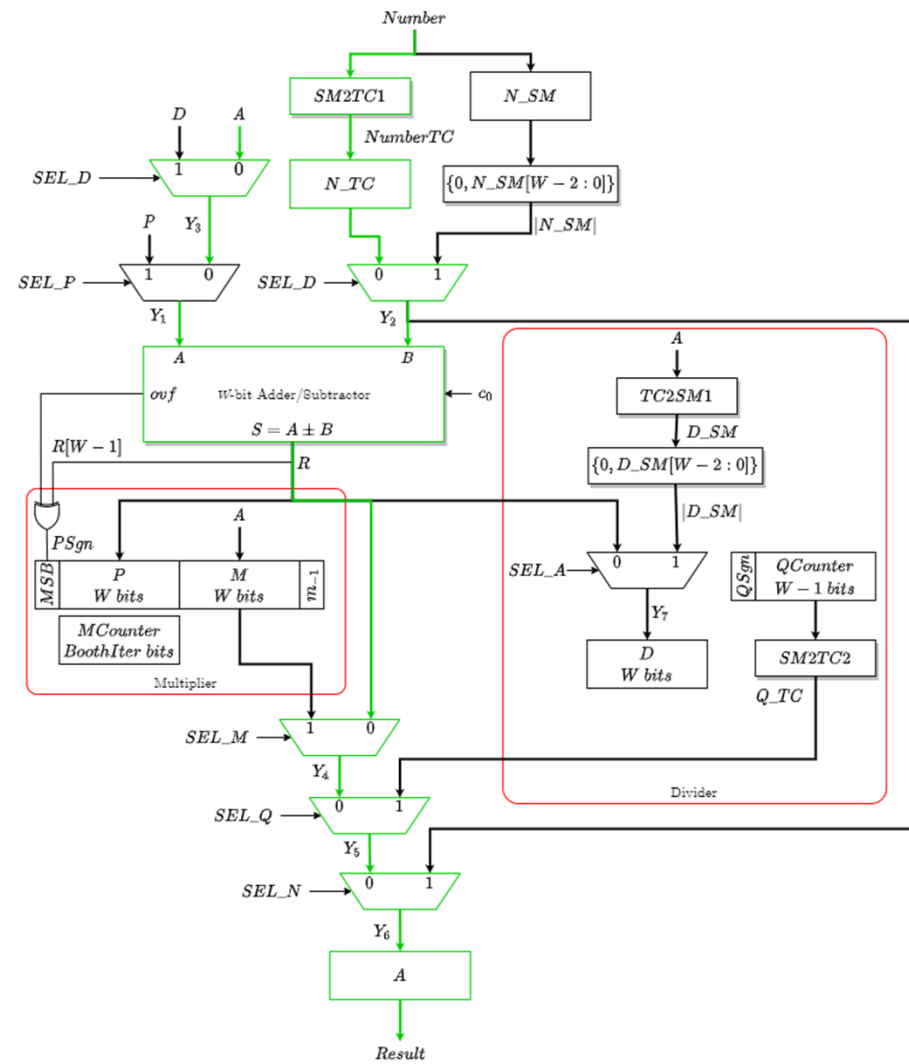 Number
SM2TC1
N_SM
D
A
NumberTC
SEL_D
1
0
N_TC
{0, N_SM[W − 2 : 0]}
Y3
|N_SM|
P
SEL_P
1
0
SEL_D
0
1
Y1
Y2
A
B
ovf
W-bit Adder/Subtractor
c0
S = A ± B
A
TC2SM1
D_SM
R[W − 1]
R
{0, D_SM[W − 2 : 0]}
|D_SM|
PSgn
A
MSB
P
W bits
M
W bits
m−1
SEL_A
0
1
QSgn
QCounter
W − 1 bits
Y7
MCounter
BoothIter bits
D
W bits
SM2TC2
Multiplier
Q_TC
SEL_M
1
0
Y4
Divider
SEL_Q
0
1
Y5
SEL_N
0
1
Y6
A
Result